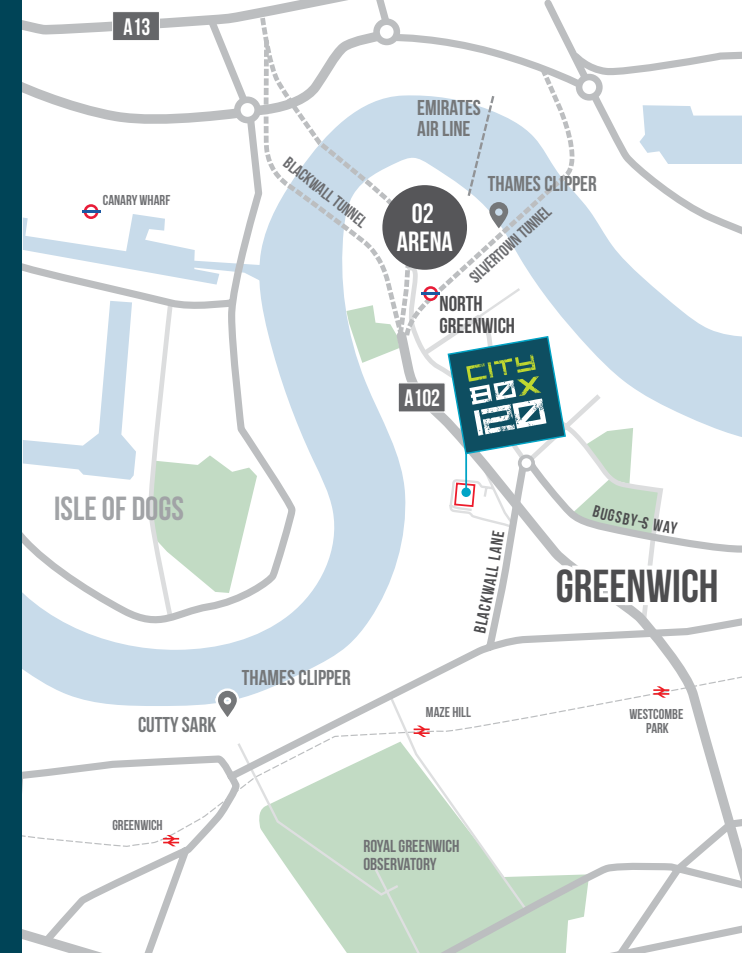 A13
EMIRATES
AIR LINE
BLACKWALL TUNNEL
THAMES CLIPPER
CANARY WHARF
02
ARENA
SILVERTOWN TUNNEL
NORTH
GREENWICH
CITY
BOX
120
A102
ISLE OF DOGS
BUGSBY-S WAY
BLACKWALL LANE
GREENWICH
THAMES CLIPPER
CUTTY SARK
MAZE HILL
WESTCOMBE
PARK
GREENWICH
ROYAL GREENWICH
OBSERVATORY